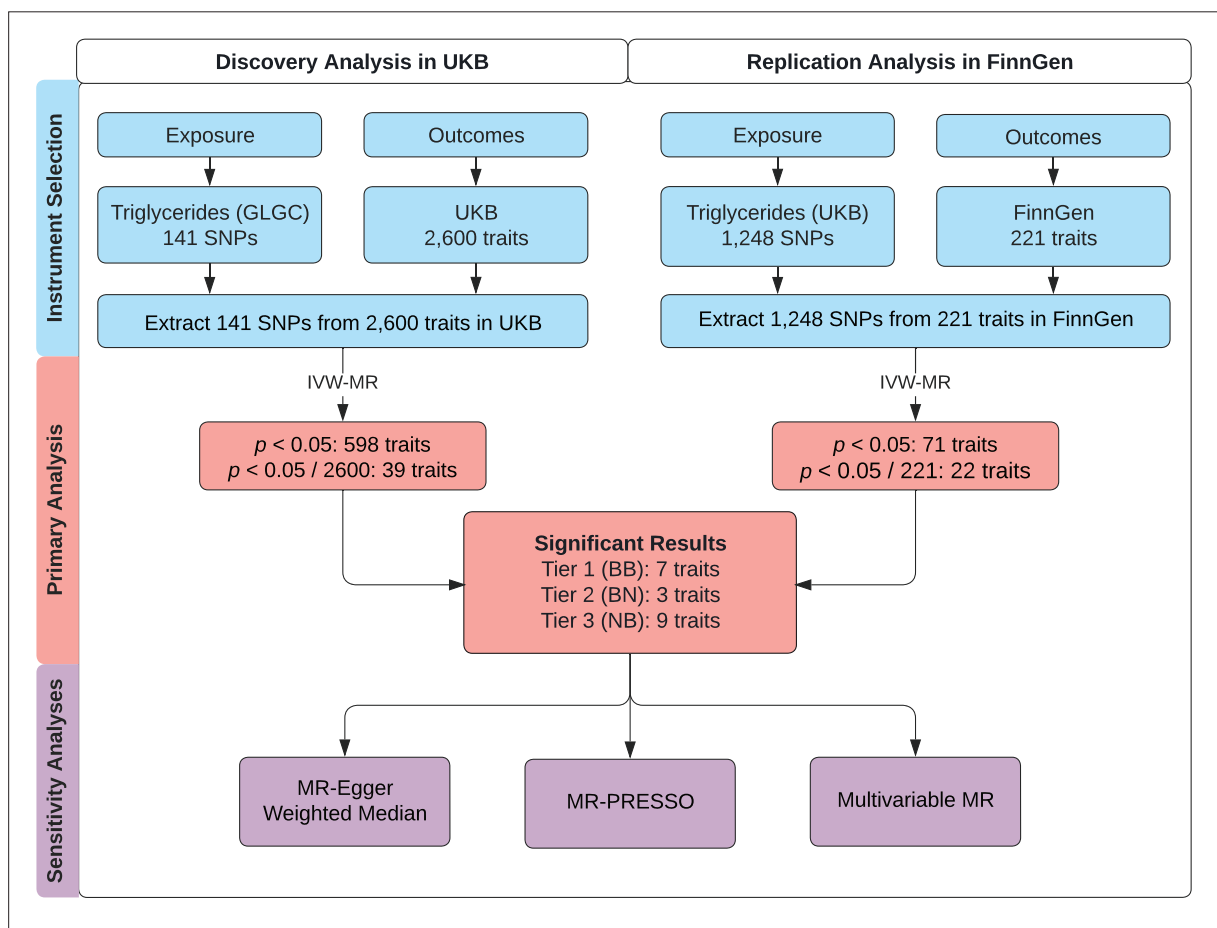 Discovery Analysis in UKB
Replication Analysis in FinnGen
Instrument Selection
Exposure
Outcomes
Exposure
Outcomes
Triglycerides (GLGC)
141 SNPs
UKB
2,600 traits
Triglycerides (UKB)
1,248 SNPs
FinnGen
221 traits
Extract 141 SNPs from 2,600 traits in UKB
Extract 1,248 SNPs from 221 traits in FinnGen
Primary Analysis
IVW-MR
IVW-MR
p < 0.05: 598 traits
p < 0.05 / 2600: 39 traits
p < 0.05: 71 traits
p < 0.05 / 221: 22 traits
Significant Results
Tier 1 (BB): 7 traits
Tier 2 (BN): 3 traits
Tier 3 (NB): 9 traits
Sensitivity Analyses
MR-Egger
Weighted Median
MR-PRESSO
Multivariable MR